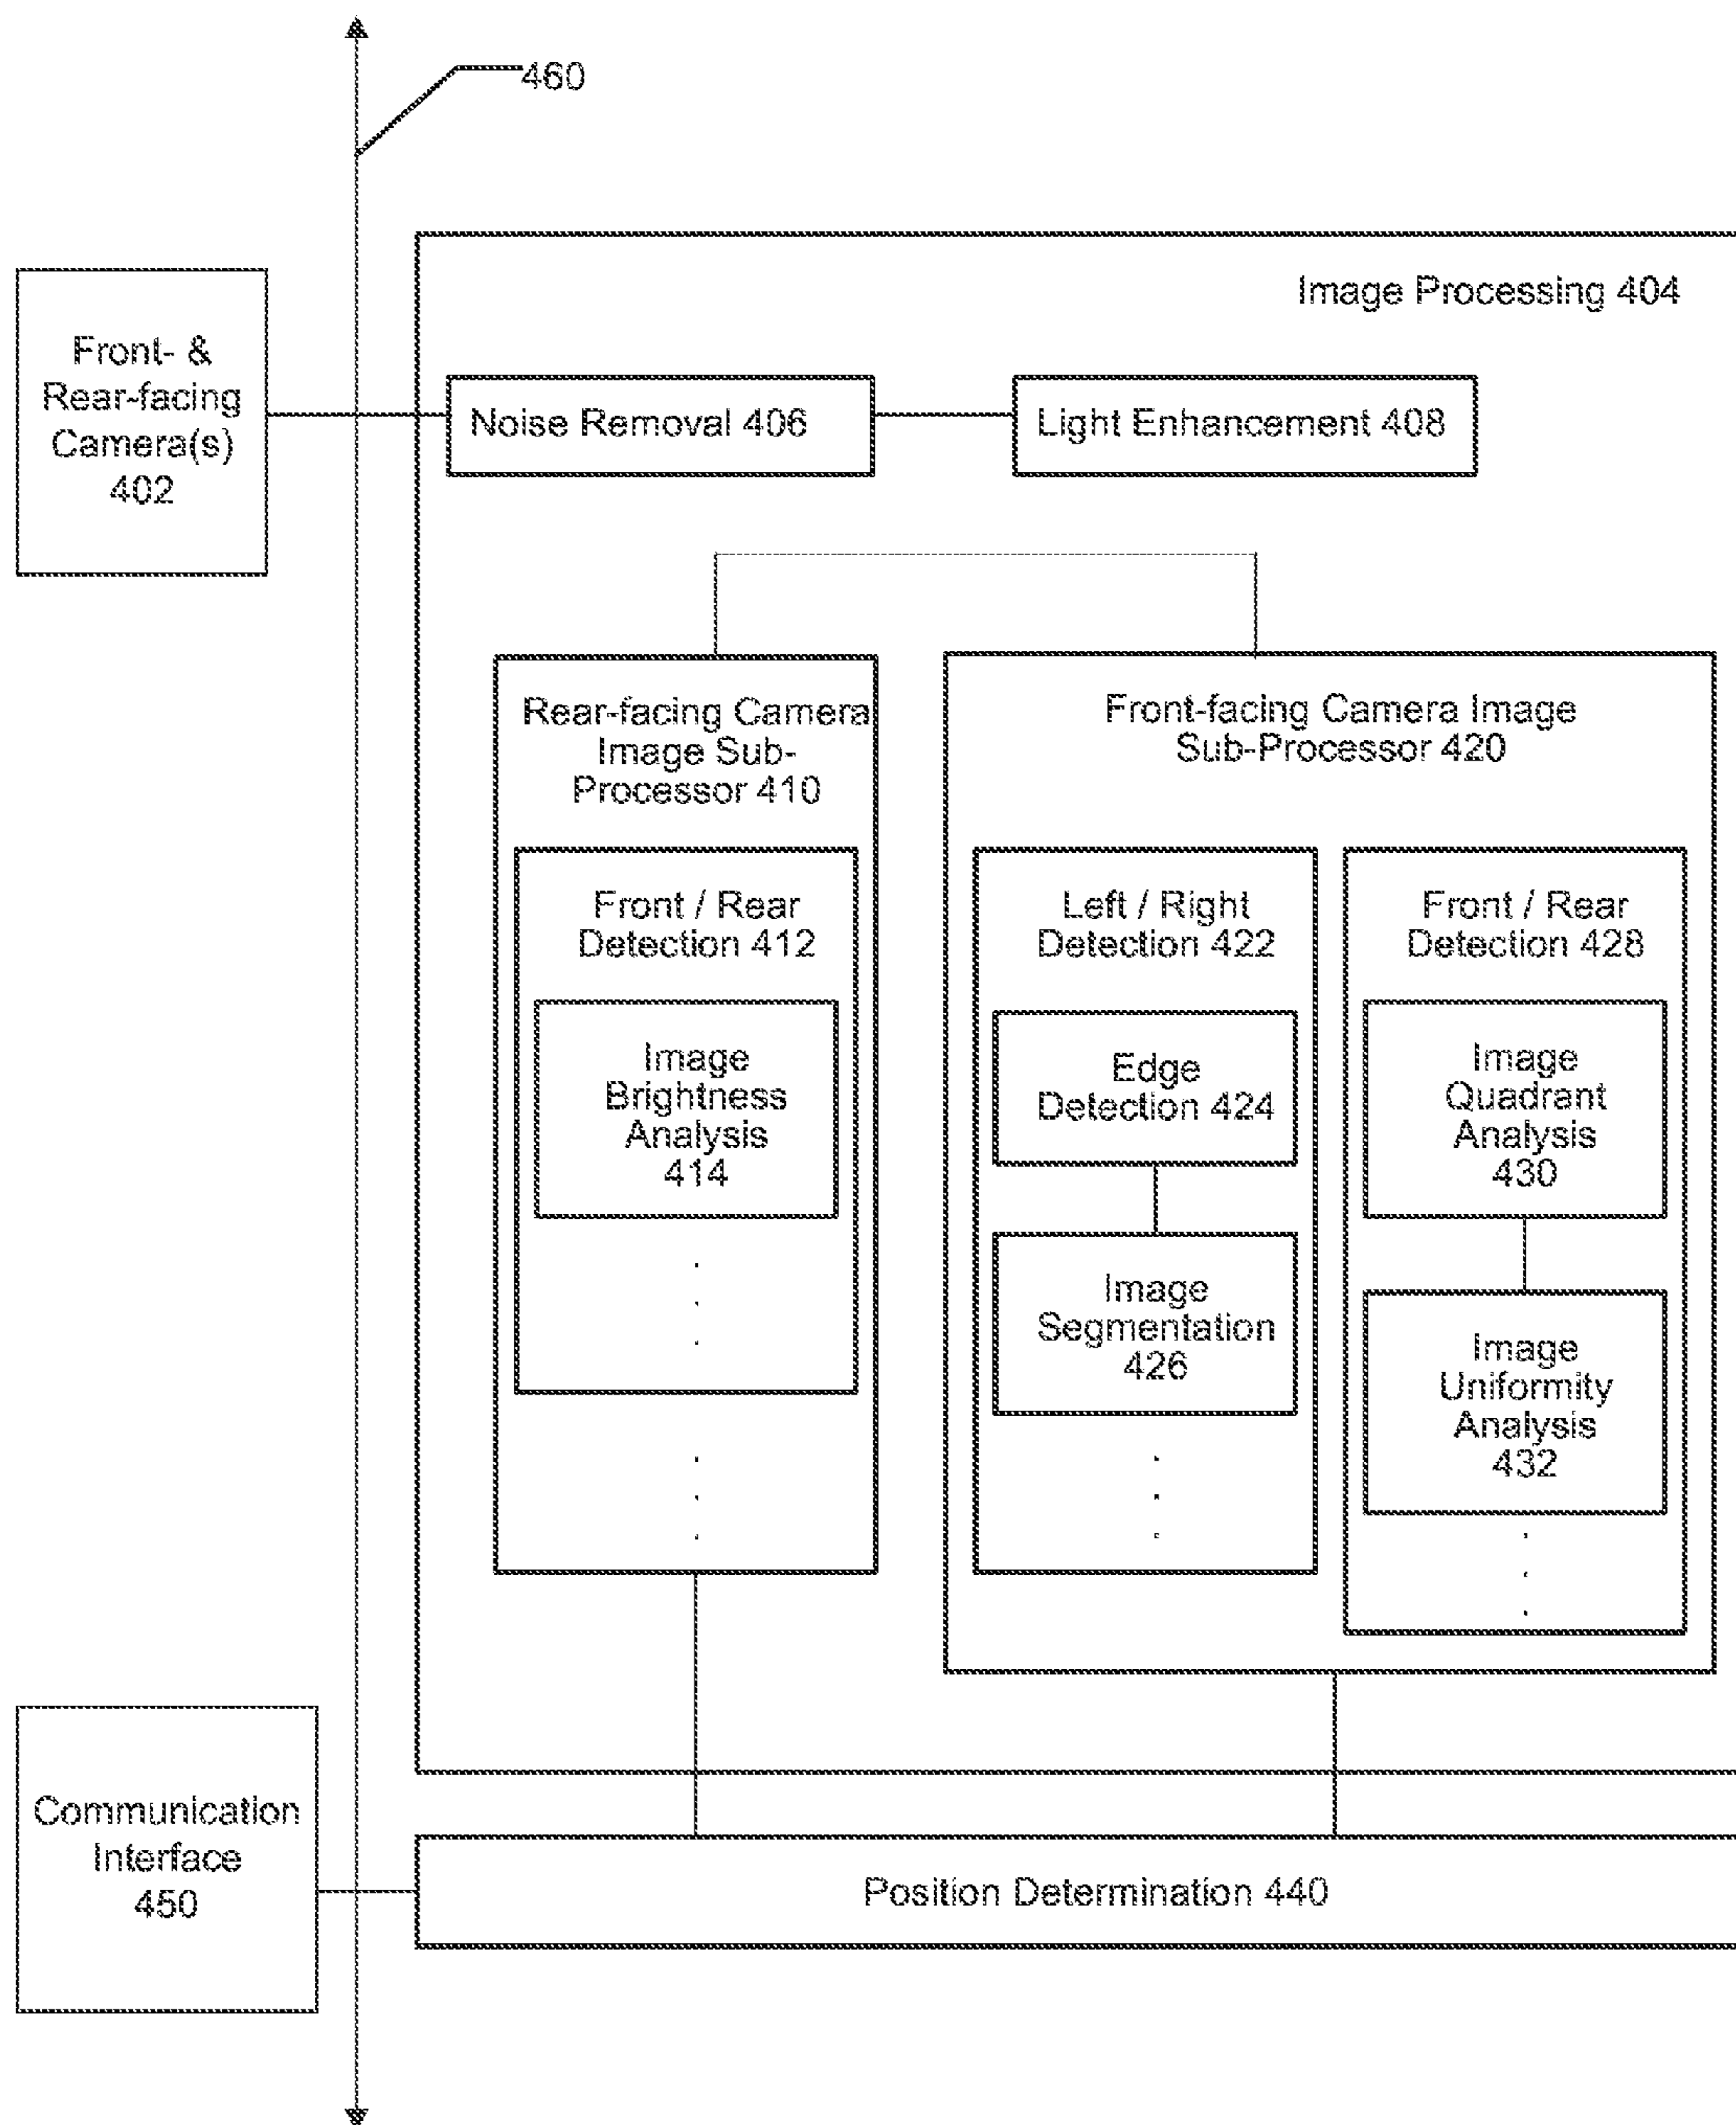 460
Image Processing 404
Front- &
Rear-facing
Camera(s)
402
Noise Removal 406
Light Enhancement 408
Rear-facing Camera
Image Sub-
Processor 410
Front / Rear
Detection 412
Image
Brightness
Analysis
414
Front-facing Camera Image
Sub-Processor 420
Left / Right
Detection 422
Edge
Detection 424
Image
Segmentation
426
Front / Rear
Detection 428
Image
Quadrant
Analysis
430
Image
Uniformity
Analysis
432
Communication
Interface
450
Position Determination 440